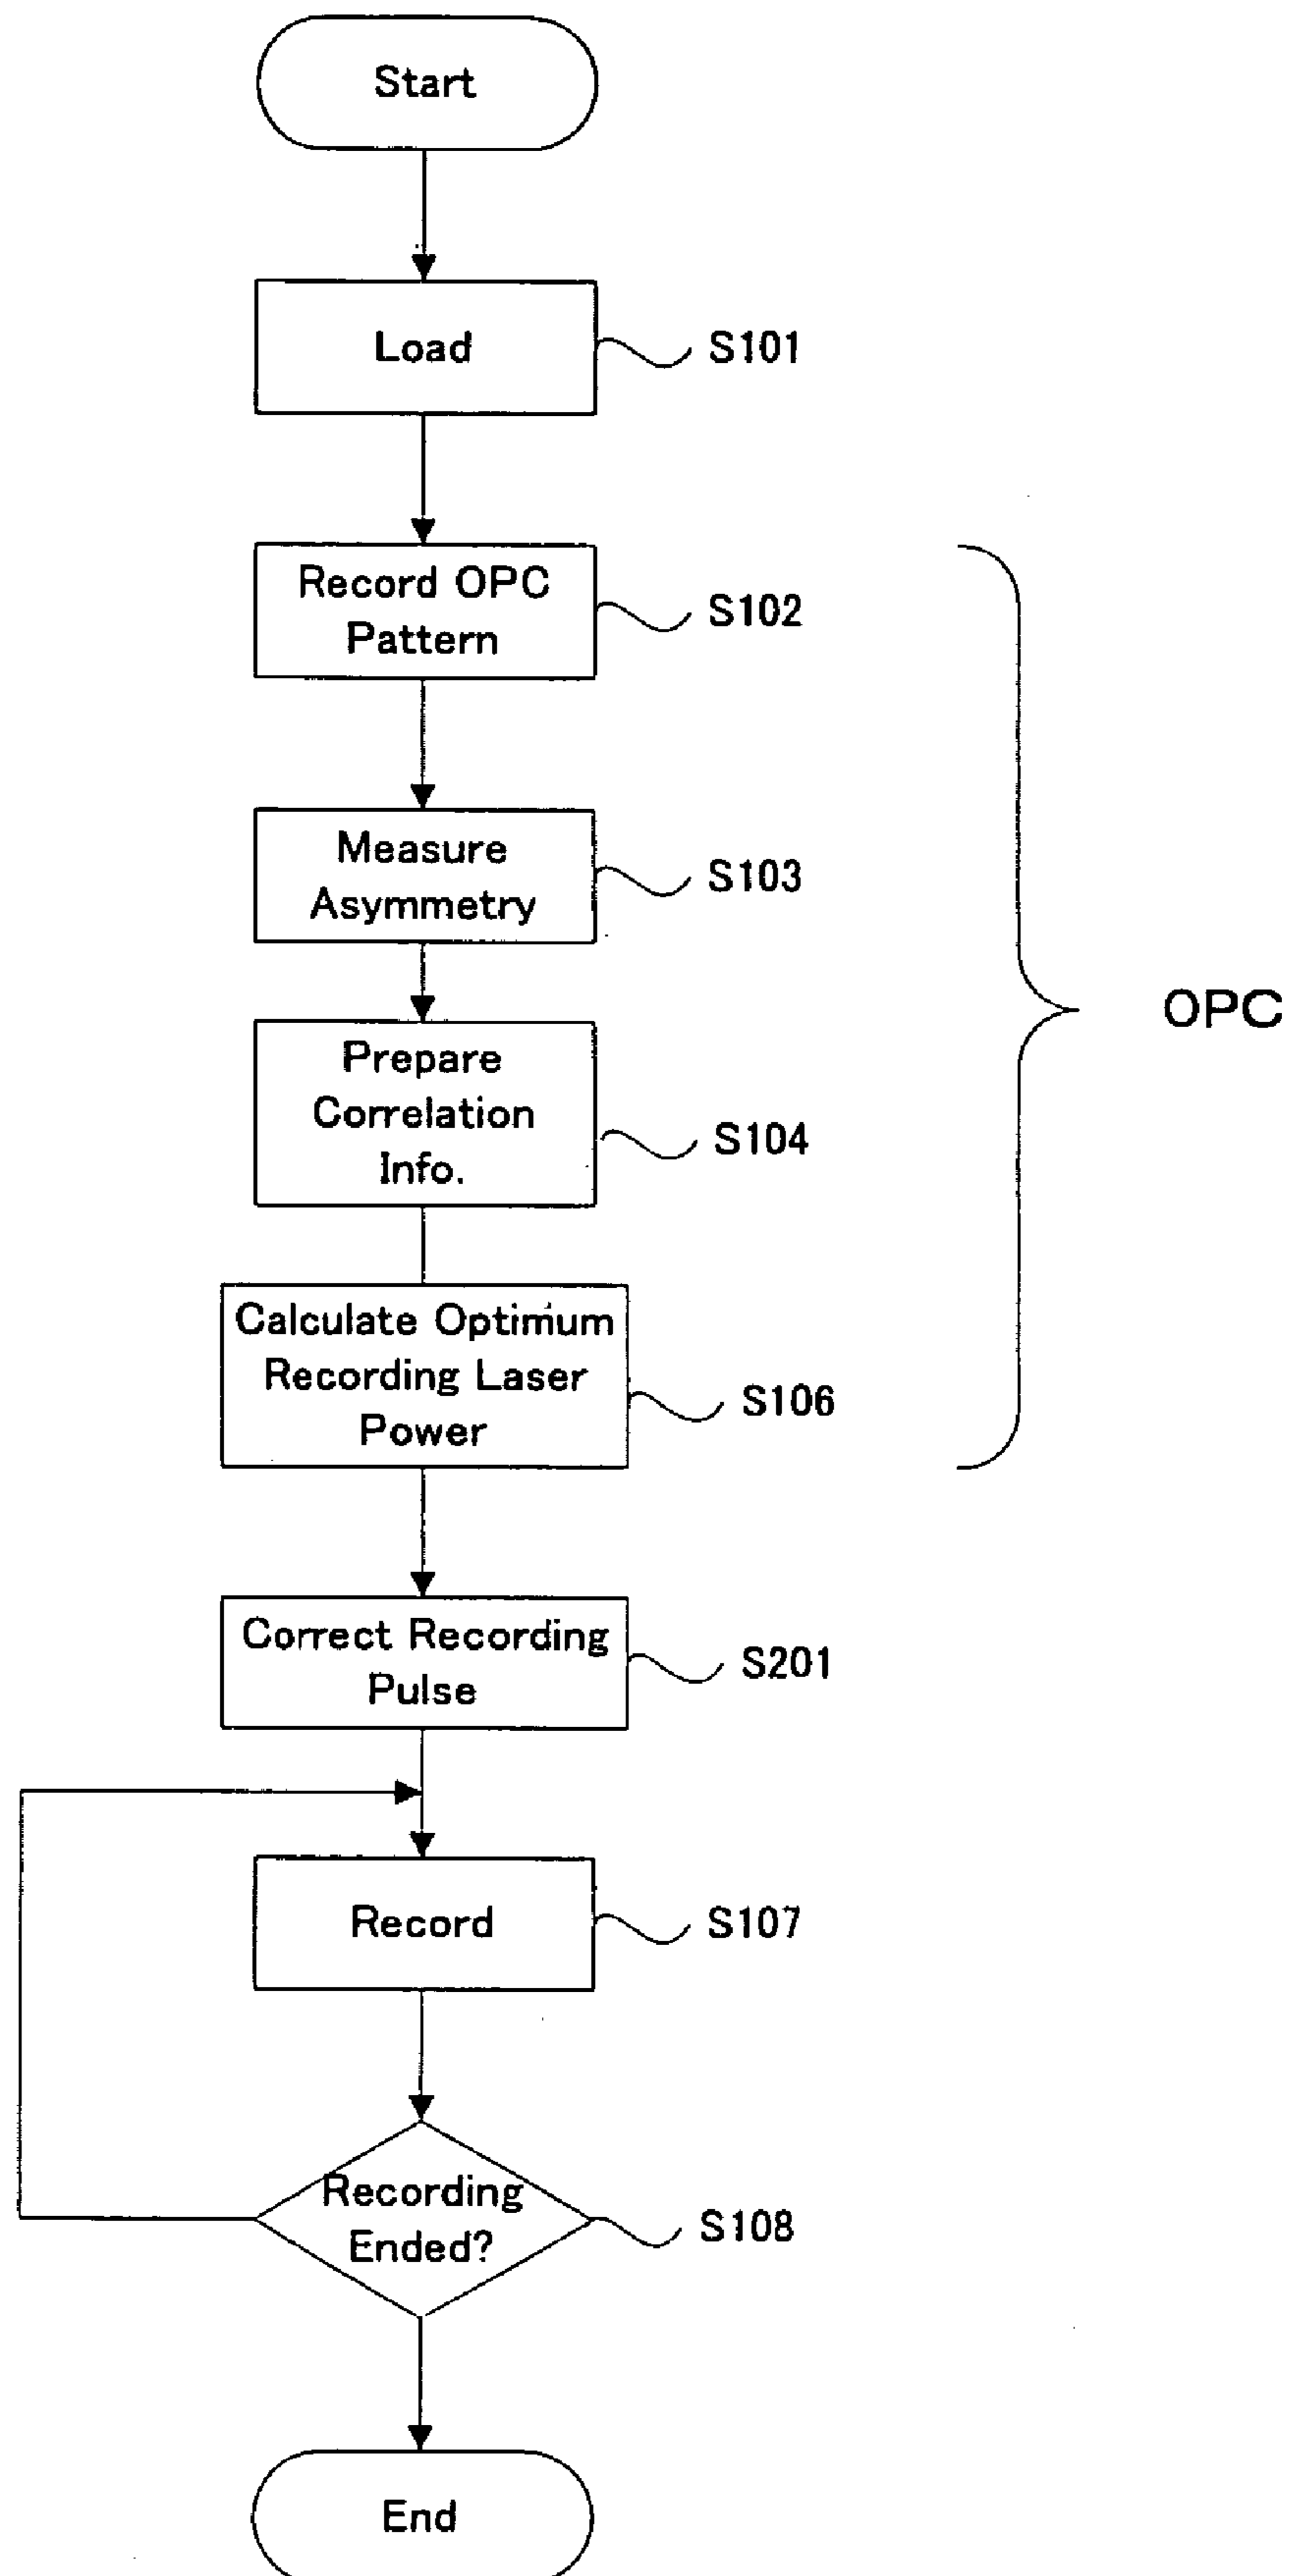 Start
Load
S101
Record OPC
Pattern
S102
Measure
Asymmetry
S103
Prepare
Correlation
Info.
S104
OPC
Calculate Optimum
Recording Laser
Power
S106
Correct Recording
Pulse
S201
Record
S107
Recording
Ended?
S108
End